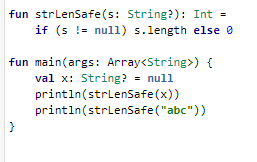 fun strLenSafe(s: String?): Int =
    if (s != null) s.length else 0

fun main(args: Array<String>) {
    val x: String? = null
    println(strLenSafe(x))
    println(strLenSafe("abc"))
}